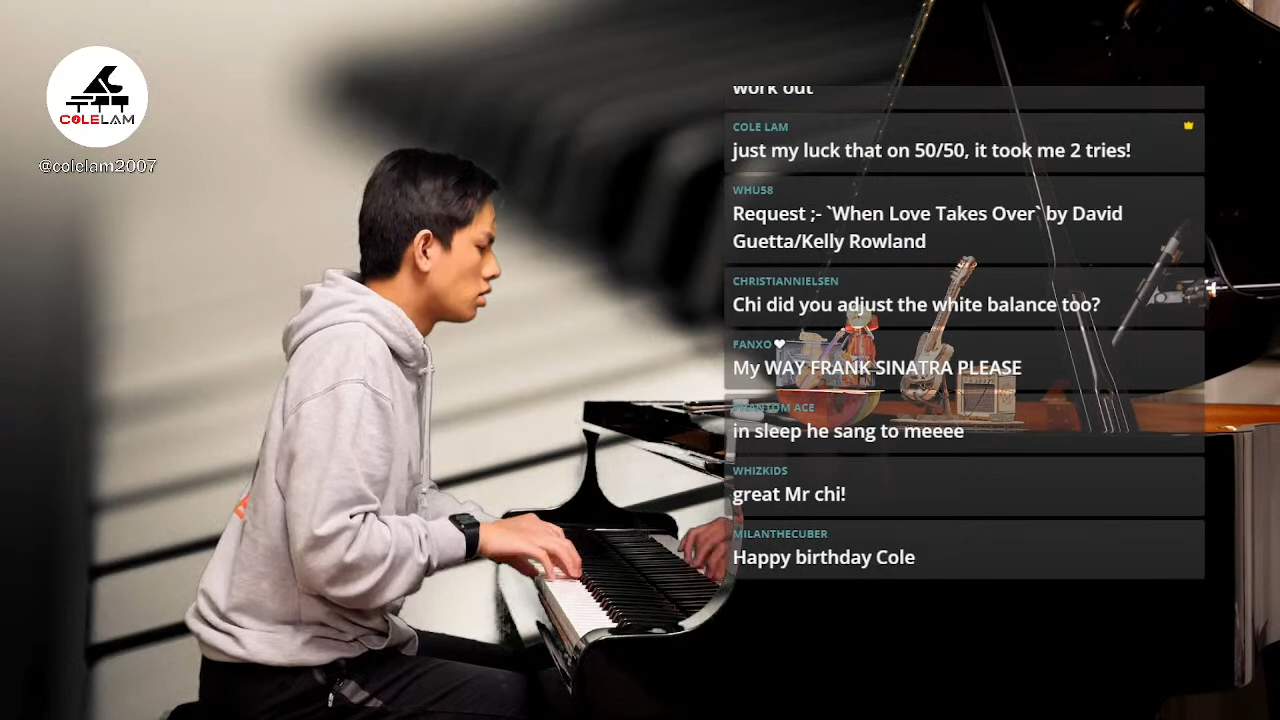 COLELAM
@colelam2007
work out
COLE LAM
just my luck that on 50/50, it took me 2 tries!
WHU58
Request ;- `When Love Takes Over` by David
Guetta/Kelly Rowland
CHRISTIANNIELSEN
Chi did you adjust the white balance too?
FANXO
My WAY FRANK SINATRA PLEASE
PHANTOM ACE
in sleep he sang to meeee
WHIZKIDS
great Mr chi!
MILANTHECUBER
Happy birthday Cole